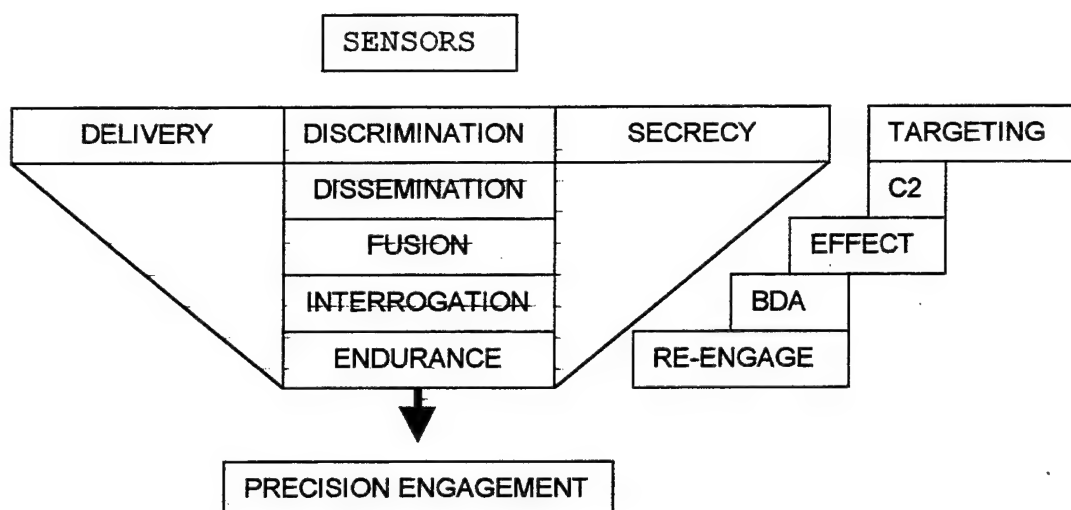 SENSORS
DELIVERY DISCRIMINATION SECRECY TARGETING
DISSEMINATION C2
FUSION EFFECT
INTERROGATION BDA
ENDURANCE RE-ENGAGE
PRECISION ENGAGEMENT